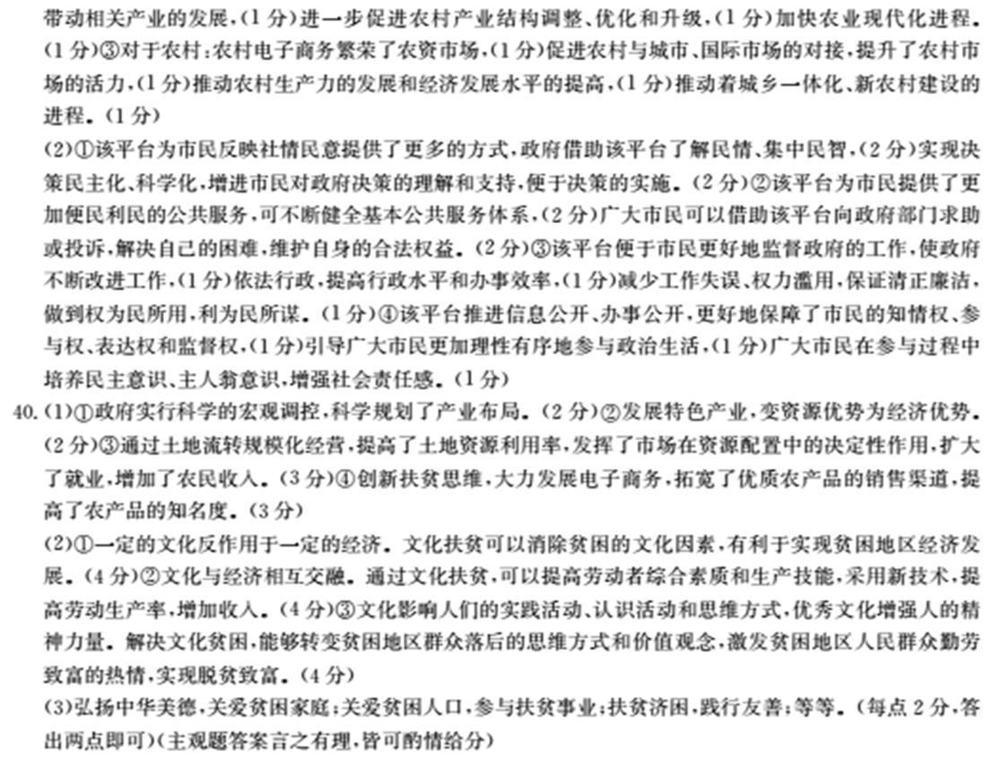 带动相关产业的发展,(1 分)进一步促进农村产业结构调整、优化和升级,(1 分)加快农业现代化进程。
(1 分)③对于农村:农村电子商务繁荣了农资市场,(1 分)促进农村与城市、国际市场的对接,提升了农村市
场的活力,(1 分)推动农村生产力的发展和经济发展水平的提高,(1 分)推动着城乡一体化、新农村建设的
进程。(1 分)
(2)①该平台为市民反映社情民意提供了更多的方式,政府借助该平台了解民情、集中民智,(2 分)实现决
策民主化、科学化,增进市民对政府决策的理解和支持,便于决策的实施。(2 分)②该平台为市民提供了更
加便民利民的公共服务,可不断健全基本公共服务体系,(2 分)广大市民可以借助该平台向政府部门求助
或投诉,解决自己的困难,维护自身的合法权益。(2 分)③该平台便于市民更好地监督政府的工作,使政府
不断改进工作,(1 分)依法行政,提高行政水平和办事效率,(1 分)减少工作失误、权力滥用,保证清正廉洁,
做到权为民所用,利为民所谋。(1 分)④该平台推进信息公开、办事公开,更好地保障了市民的知情权、参
与权、表达权和监督权,(1 分)引导广大市民更加理性有序地参与政治生活,(1 分)广大市民在参与过程中
培养民主意识、主人翁意识,增强社会责任感。(1 分)
40. (1)①政府实行科学的宏观调控,科学规划了产业布局。(2 分)②发展特色产业,变资源优势为经济优势。
(2 分)③通过土地流转规模化经营,提高了土地资源利用率,发挥了市场在资源配置中的决定性作用,扩大
了就业,增加了农民收入。(3 分)④创新扶贫思维,大力发展电子商务,拓宽了优质农产品的销售渠道,提
高了农产品的知名度。(3 分)
(2)①一定的文化反作用于一定的经济。文化扶贫可以消除贫困的文化因素,有利于实现贫困地区经济发
展。(4 分)②文化与经济相互交融。通过文化扶贫,可以提高劳动者综合素质和生产技能,采用新技术,提
高劳动生产率,增加收入。(4 分)③文化影响人们的实践活动、认识活动和思维方式,优秀文化增强人的精
神力量。解决文化贫困,能够转变贫困地区群众落后的思维方式和价值观念,激发贫困地区人民群众勤劳
致富的热情,实现脱贫致富。(4 分)
(3)弘扬中华美德,关爱贫困家庭;关爱贫困人口,参与扶贫事业;扶贫济困,践行友善;等等。(每点 2 分,答
出两点即可)(主观题答案言之有理,皆可酌情给分)